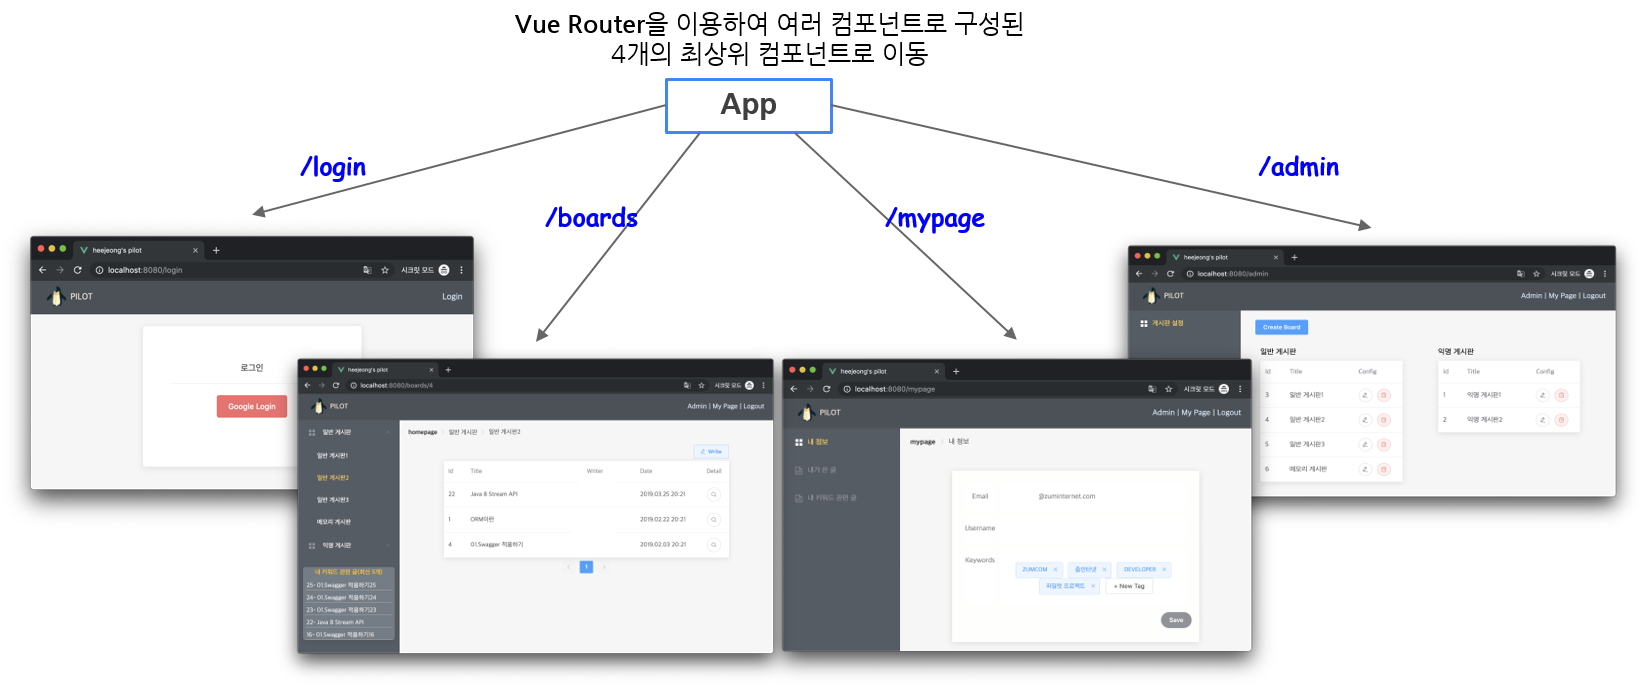 Vue Router을 이용하여 여러 컴포넌트로 구성된
4개의 최상위 컴포넌트로 이동
App
/login
/boards
/mypage
/admin
heejeong's pilot
localhost:8080/login
시크릿 모드
PILOT
Login
로그인
Google Login
heejeong's pilot
localhost:8080/boards/4
시크릿 모드
PILOT
Admin | My Page | Logout
일반 게시판
일반 게시판1
일반 게시판2
일반 게시판3
메모리 게시판
익명 게시판
내 키워드 관련 글(최신 5개)
25- 01.Swagger 적용하기25
24- 01.Swagger 적용하기24
23- 01.Swagger 적용하기23
22- Java 8 Stream API
16- 01.Swagger 적용하기16
homepage > 일반 게시판 > 일반 게시판2
Write
Id Title Writer Date Detail
22 Java 8 Stream API 2019.03.25 20:21
1 ORM이란 2019.02.22 20:21
4 01.Swagger 적용하기 2019.02.03 20:21
< 1 >
heejeong's pilot
localhost:8080/mypage
시크릿 모드
PILOT
Admin | My Page | Logout
내 정보
내가 쓴 글
내 키워드 관련 글
mypage > 내 정보
Email @zuminternet.com
Username
Keywords
ZUMCOM × 줌인터넷 × DEVELOPER ×
파일럿 프로젝트 × + New Tag
Save
heejeong's pilot
localhost:8080/admin
시크릿 모드
PILOT
Admin | My Page | Logout
게시판 설정
Create Board
일반 게시판
Id Title Config
3 일반 게시판1
4 일반 게시판2
5 일반 게시판3
6 메모리 게시판
익명 게시판
Id Title Config
1 익명 게시판1
2 익명 게시판2